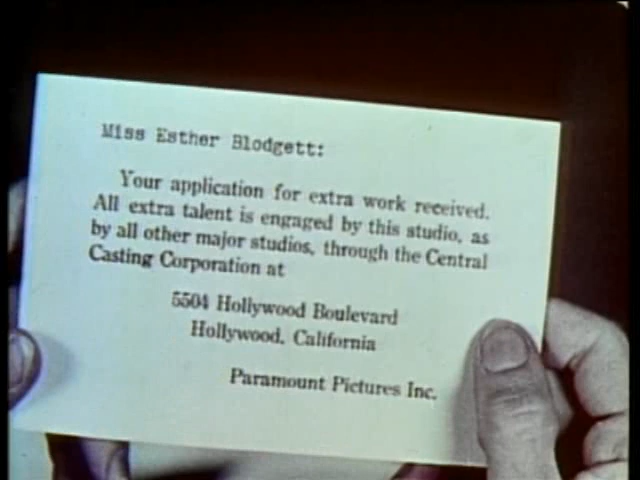 Miss Esther Blodgett:
Your application for extra work received.
All extra talent is engaged by this studio, as
by all other major studios, through the Central
Casting Corporation at
5504 Hollywood Boulevard
Hollywood, California
Paramount Pictures Inc.